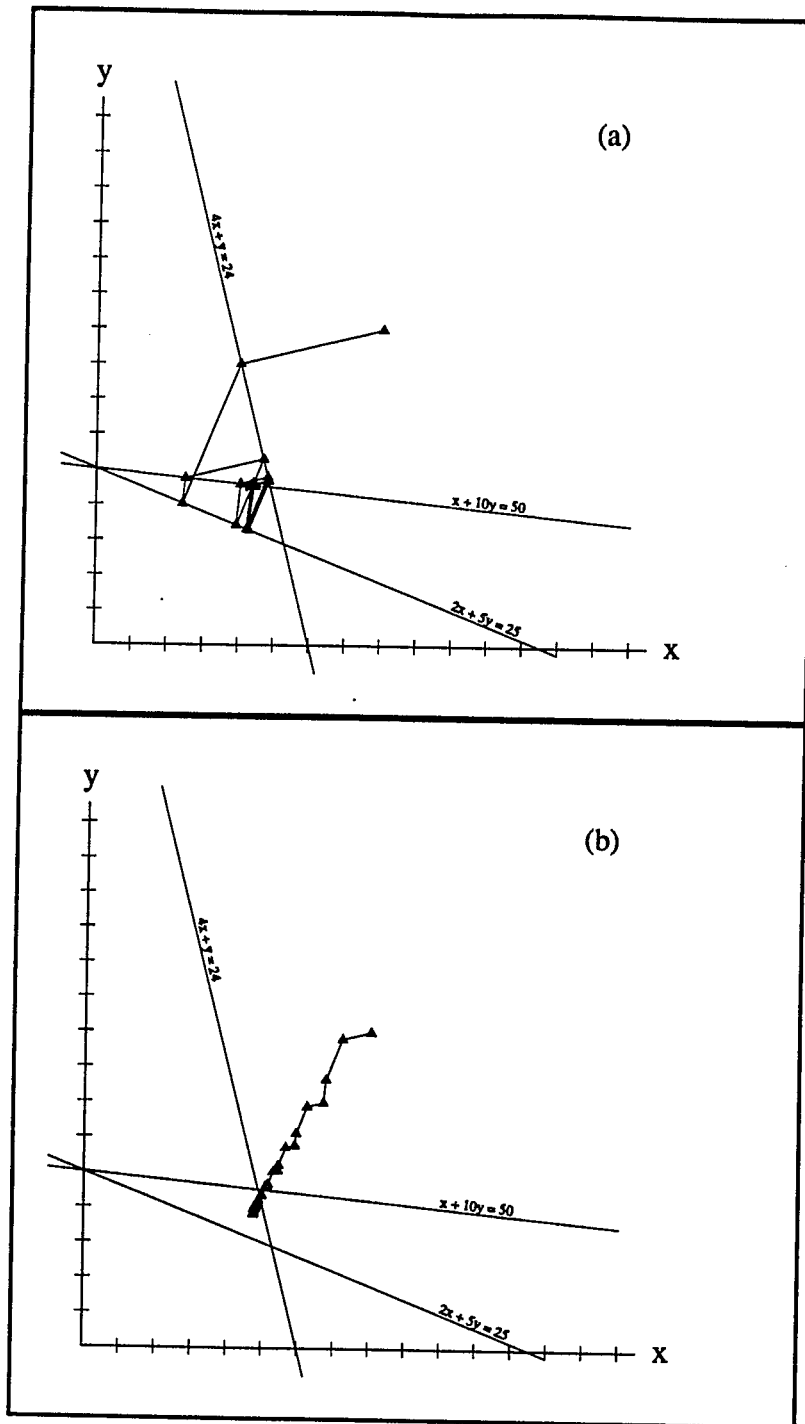 y
(a)
4x + y = 24
x + 10y = 50
2x + 5y = 25
x
y
(b)
4x + y = 24
x + 10y = 50
2x + 5y = 25
x